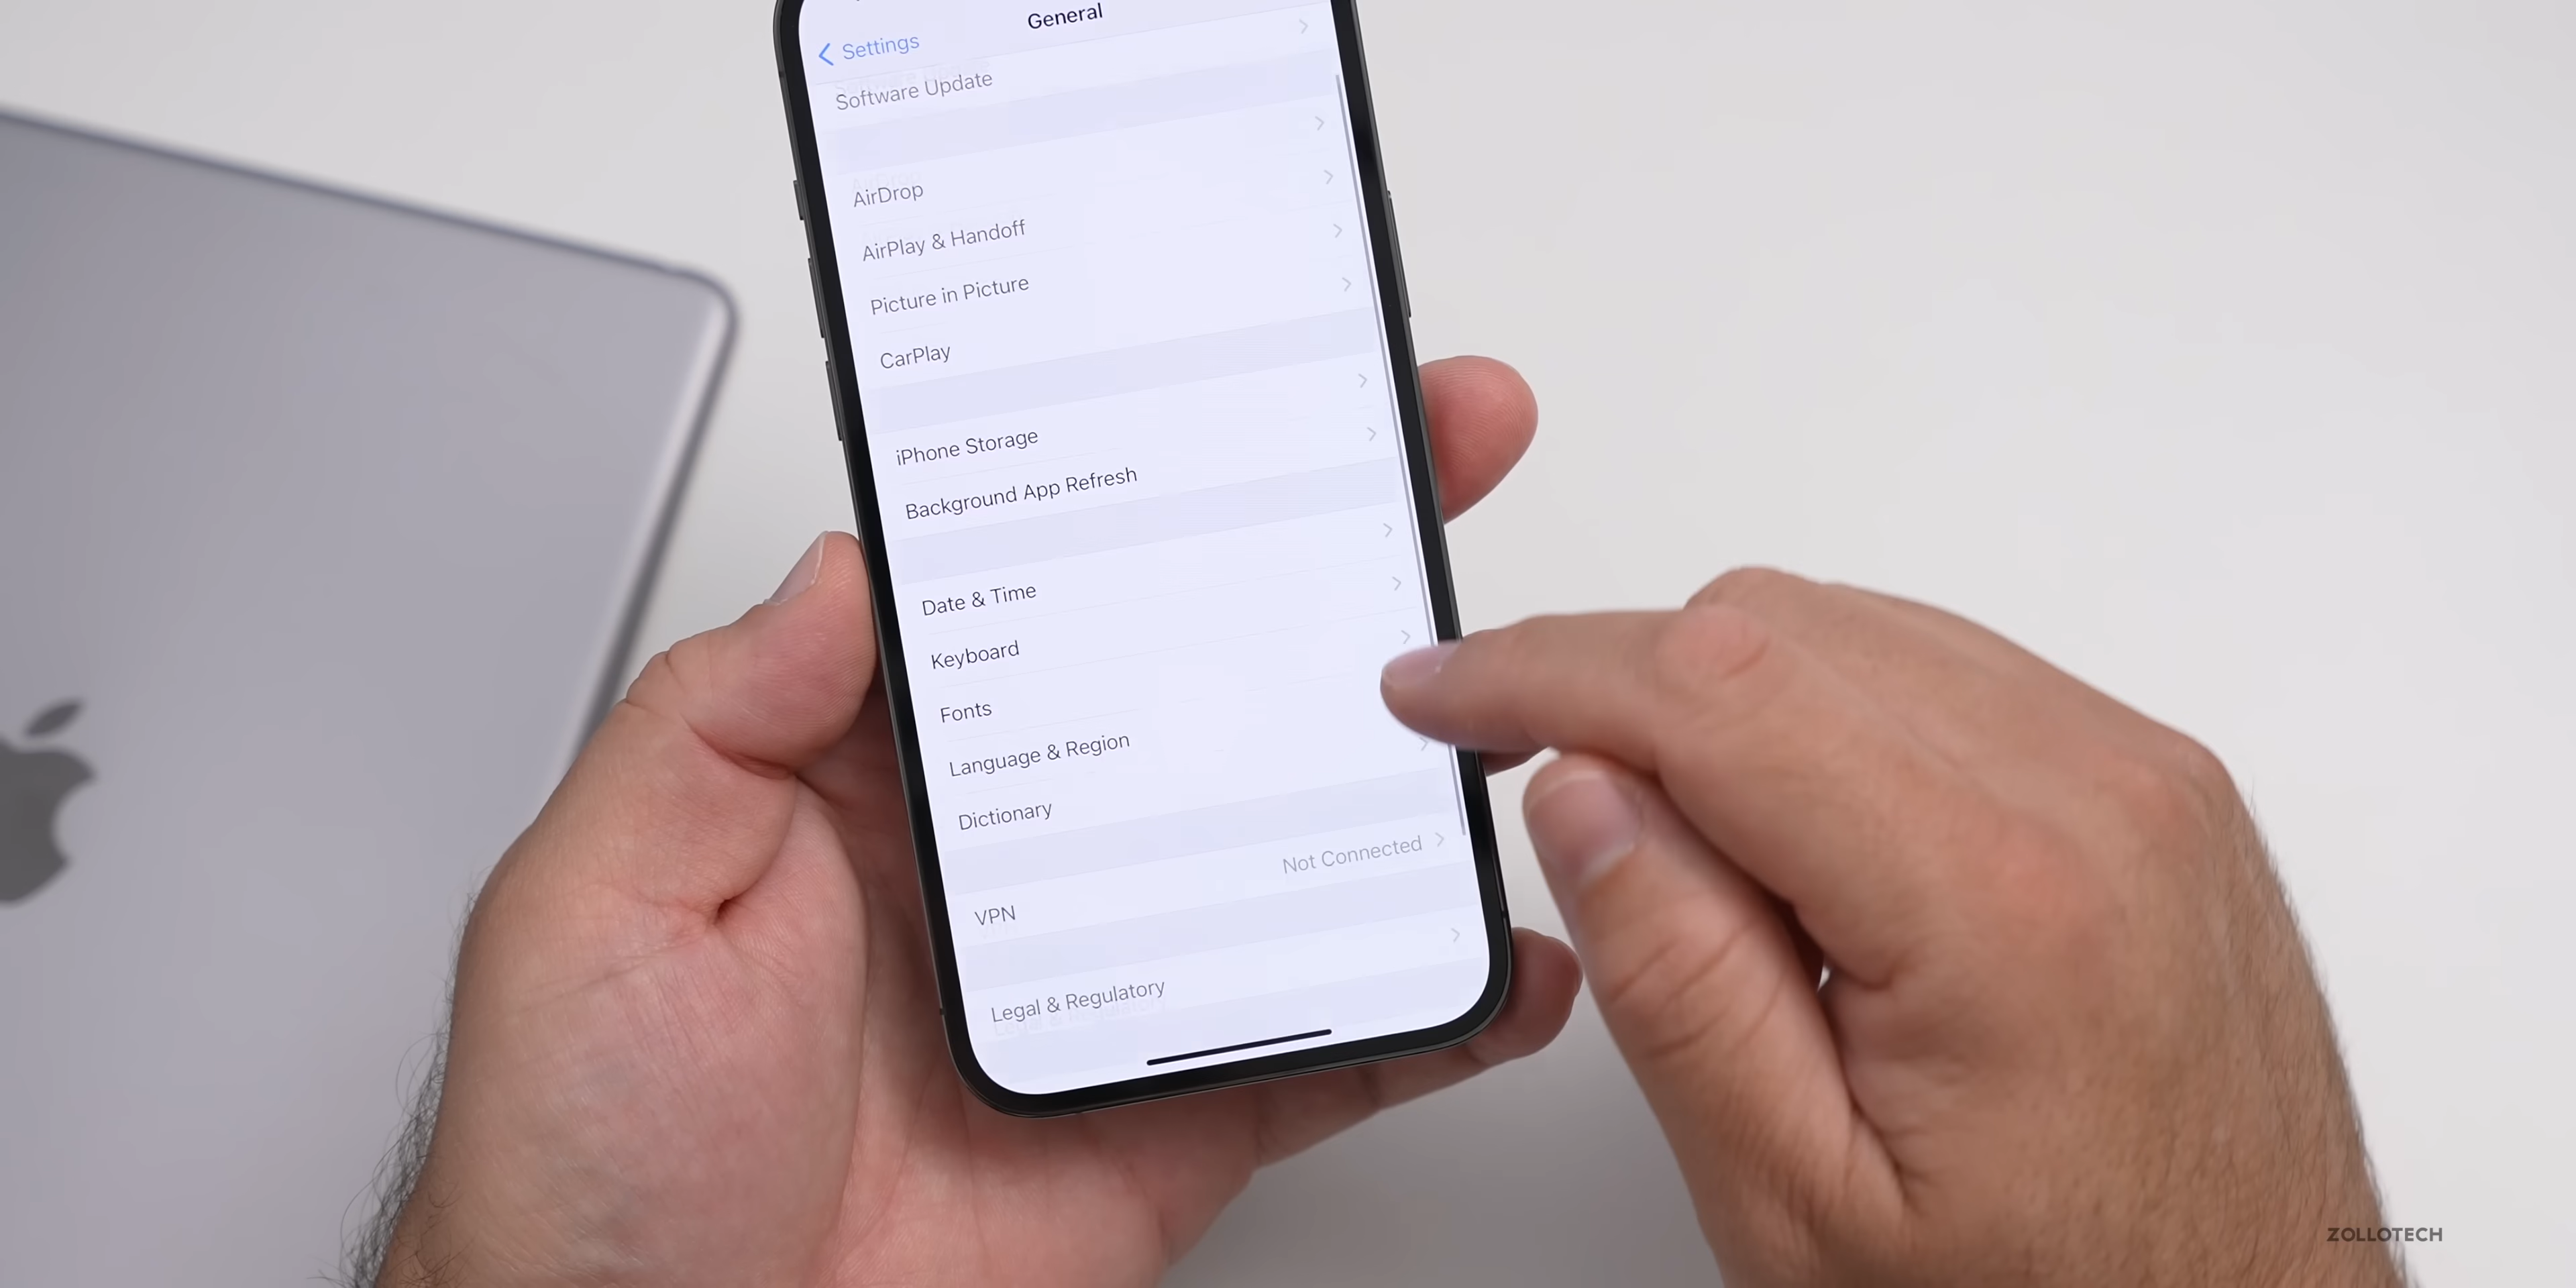 General
Settings
Software Update
AirDrop
AirPlay & Handoff
Picture in Picture
CarPlay
iPhone Storage
Background App Refresh
Date & Time
Keyboard
Fonts
Language & Region
Dictionary
Not Connected
VPN
Legal & Regulatory
ZOLLOTECH